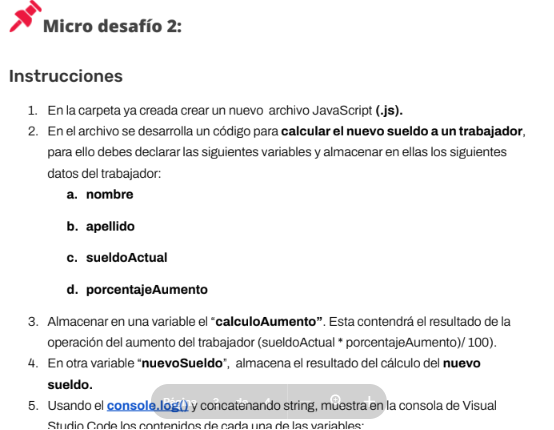 Micro desafío 2:
Instrucciones
1. En la carpeta ya creada crear un nuevo archivo JavaScript (.js).
2. En el archivo se desarrolla un código para calcular el nuevo sueldo a un trabajador,
para ello debes declarar las siguientes variables y almacenar en ellas los siguientes
datos del trabajador:
a. nombre
b. apellido
c. sueldoActual
d. porcentajeAumento
3. Almacenar en una variable el “calculoAumento”. Esta contendrá el resultado de la
operación del aumento del trabajador (sueldoActual * porcentajeAumento)/ 100).
4. En otra variable “nuevoSueldo”, almacena el resultado del cálculo del nuevo
sueldo.
5. Usando el console.log() y concatenando string, muestra en la consola de Visual
Studio Code los contenidos de cada una de las variables: